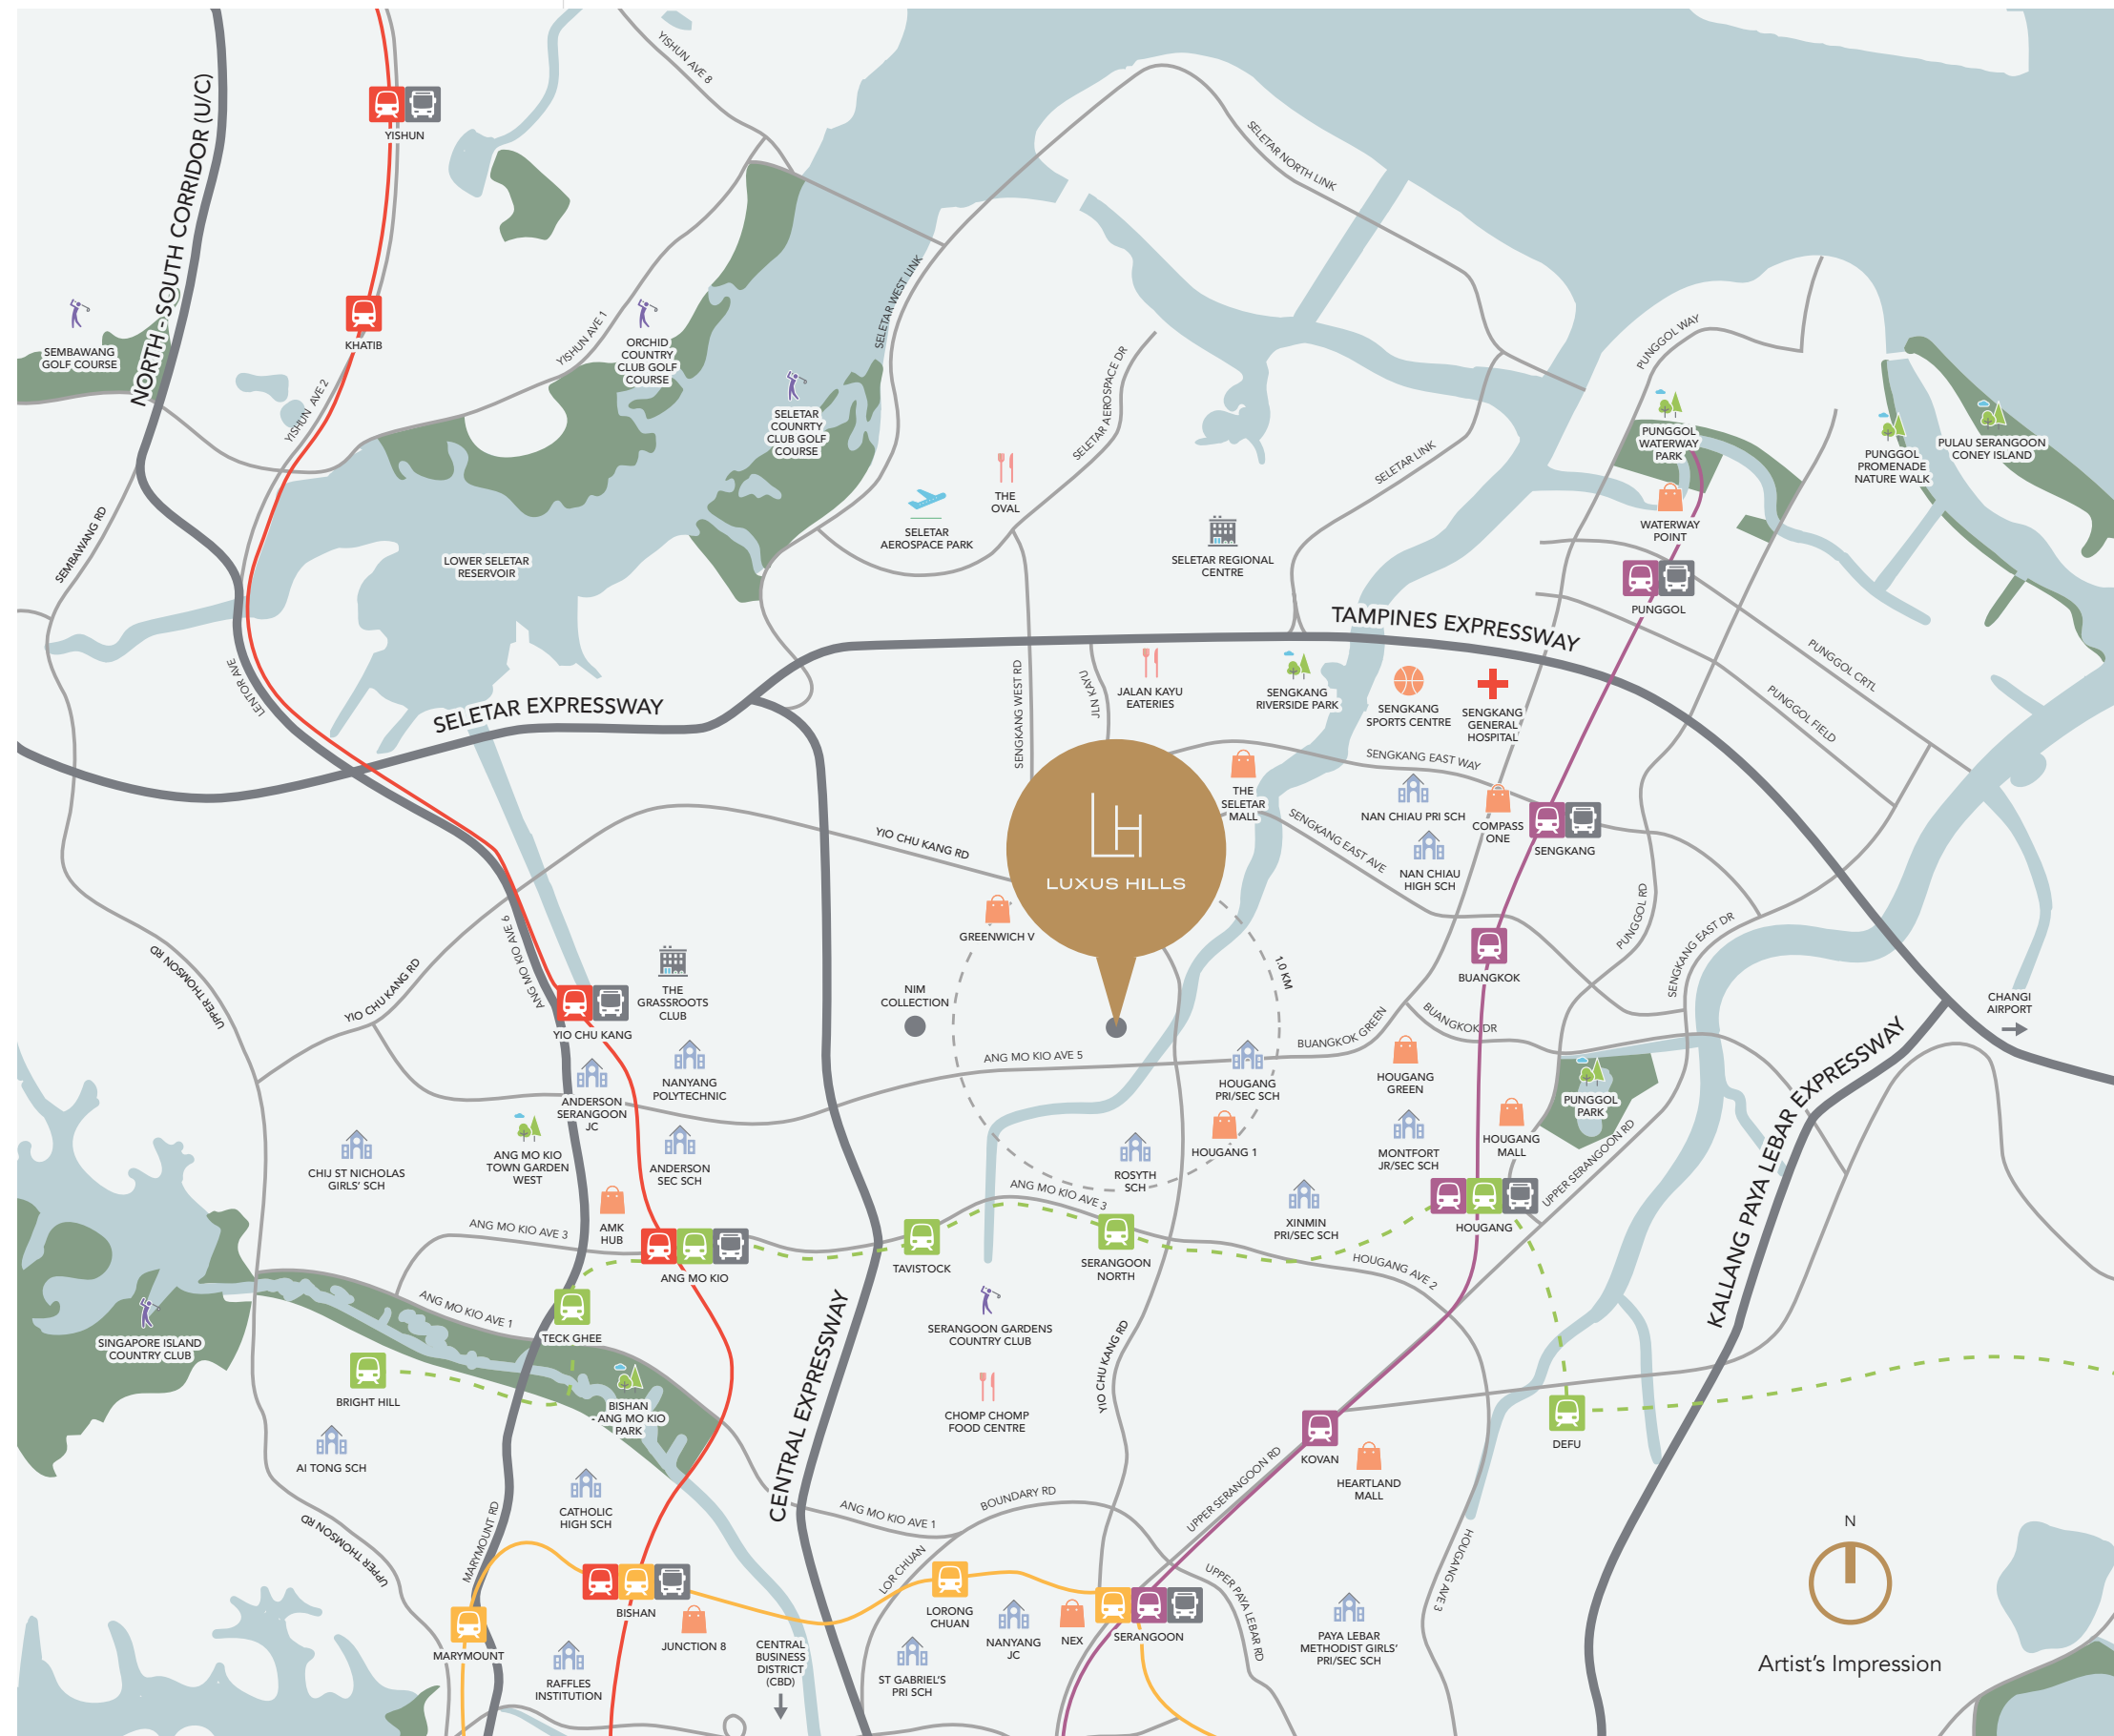 YISHUN AVE 8
NORTH - SOUTH CORRIDOR (U/C)
YISHUN
SELETAR NORTH LINK
SEMBAWANG
GOLF COURSE
KHATIB
YISHUN AVE 2
YISHUN AVE 1
ORCHID
COUNTRY
CLUB GOLF
COURSE
SELETAR WEST LINK
SELETAR
COUNRTY
CLUB GOLF
COURSE
SELETAR AEROSPACE DR
PUNGGOL WAY
PUNGGOL
WATERWAY
PARK
PUNGGOL
PROMENADE
NATURE WALK
PULAU SERANGOON
CONEY ISLAND
SELETAR LINK
THE
OVAL
SELETAR
AEROSPACE PARK
SELETAR REGIONAL
CENTRE
WATERWAY
POINT
SEMBAWANG RD
LOWER SELETAR
RESERVOIR
PUNGGOL
TAMPINES EXPRESSWAY
PUNGGOL CRTL
PUNGGOL FIELD
LENTOR AVE
SELETAR EXPRESSWAY
SENGKANG WEST RD
JLN KAYU
JALAN KAYU
EATERIES
SENGKANG
RIVERSIDE PARK
SENGKANG
SPORTS CENTRE
SENGKANG
GENERAL
HOSPITAL
SENGKANG EAST WAY
THE
SELETAR
MALL
NAN CHIAU PRI SCH
COMPASS
ONE
SENGKANG
SENGKANG EAST AVE
NAN CHIAU
HIGH SCH
YIO CHU KANG RD
LH
LUXUS HILLS
GREENWICH V
PUNGGOL RD
SENGKANG EAST DR
BUANGKOK
UPPER THOMSON RD
YIO CHU KANG RD
ANG MO KIO AVE 6
THE
GRASSROOTS
CLUB
NIM
COLLECTION
1.0 KM
CHANGI
AIRPORT
YIO CHU KANG
BUANGKOK GREEN
BUANGKOK DR
ANG MO KIO AVE 5
NANYANG
POLYTECHNIC
ANDERSON
SERANGOON
JC
HOUGANG
PRI/SEC SCH
HOUGANG
GREEN
PUNGGOL
PARK
KALLANG PAYA LEBAR EXPRESSWAY
CHIJ ST NICHOLAS
GIRLS' SCH
ANG MO KIO
TOWN GARDEN
WEST
ANDERSON
SEC SCH
ROSYTH
SCH
HOUGANG 1
MONTFORT
JR/SEC SCH
HOUGANG
MALL
UPPER SERANGOON RD
ANG MO KIO AVE 3
AMK
HUB
ANG MO KIO AVE 3
XINMIN
PRI/SEC SCH
HOUGANG
ANG MO KIO
TAVISTOCK
SERANGOON
NORTH
HOUGANG AVE 2
ANG MO KIO AVE 1
TECK GHEE
SINGAPORE ISLAND
COUNTRY CLUB
SERANGOON GARDENS
COUNTRY CLUB
CENTRAL EXPRESSWAY
YIO CHU KANG RD
BRIGHT HILL
BISHAN
- ANG MO KIO
PARK
CHOMP CHOMP
FOOD CENTRE
DEFU
AI TONG SCH
KOVAN
HEARTLAND
MALL
CATHOLIC
HIGH SCH
UPPER SERANGOON RD
UPPER THOMSON RD
MARYMOUNT RD
ANG MO KIO AVE 1
BOUNDARY RD
N
LOR CHUAN
HOUGANG AVE 3
UPPER PAYA LEBAR RD
BISHAN
LORONG
CHUAN
SERANGOON
MARYMOUNT
JUNCTION 8
CENTRAL
BUSINESS
DISTRICT
(CBD)
NANYANG
JC
NEX
PAYA LEBAR
METHODIST GIRLS'
PRI/SEC SCH
RAFFLES
INSTITUTION
ST GABRIEL'S
PRI SCH
Artist's Impression